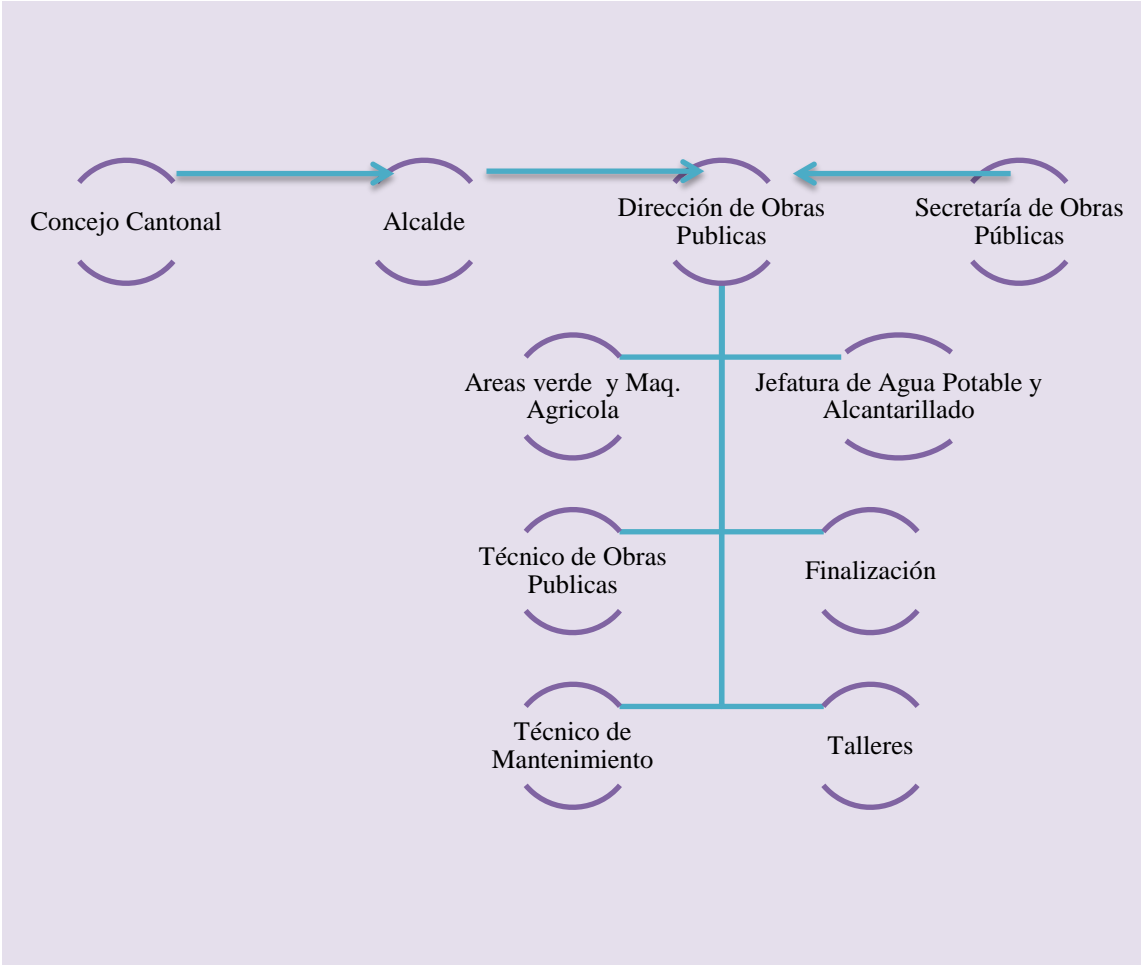 Concejo Cantonal
Alcalde
Dirección de Obras
Publicas
Secretaría de Obras
Públicas
Areas verde y Maq.
Agricola
Jefatura de Agua Potable y
Alcantarillado
Técnico de Obras
Publicas
Finalización
Técnico de
Mantenimiento
Talleres